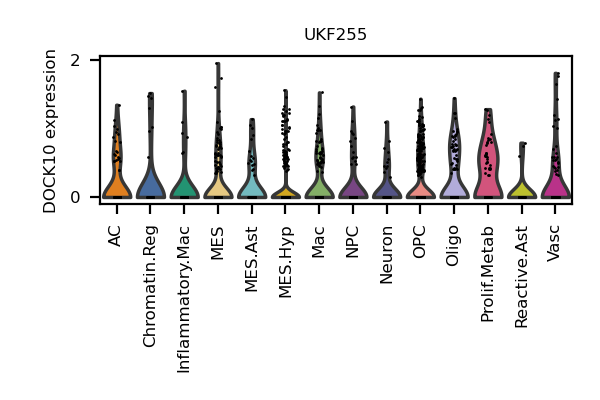 UKF255
DOCK10 expression
2
0
AC
Chromatin.Reg
Inflammatory.Mac
MES
MES.Ast
MES.Hyp
Mac
NPC
Neuron
OPC
Oligo
Prolif.Metab
Reactive.Ast
Vasc